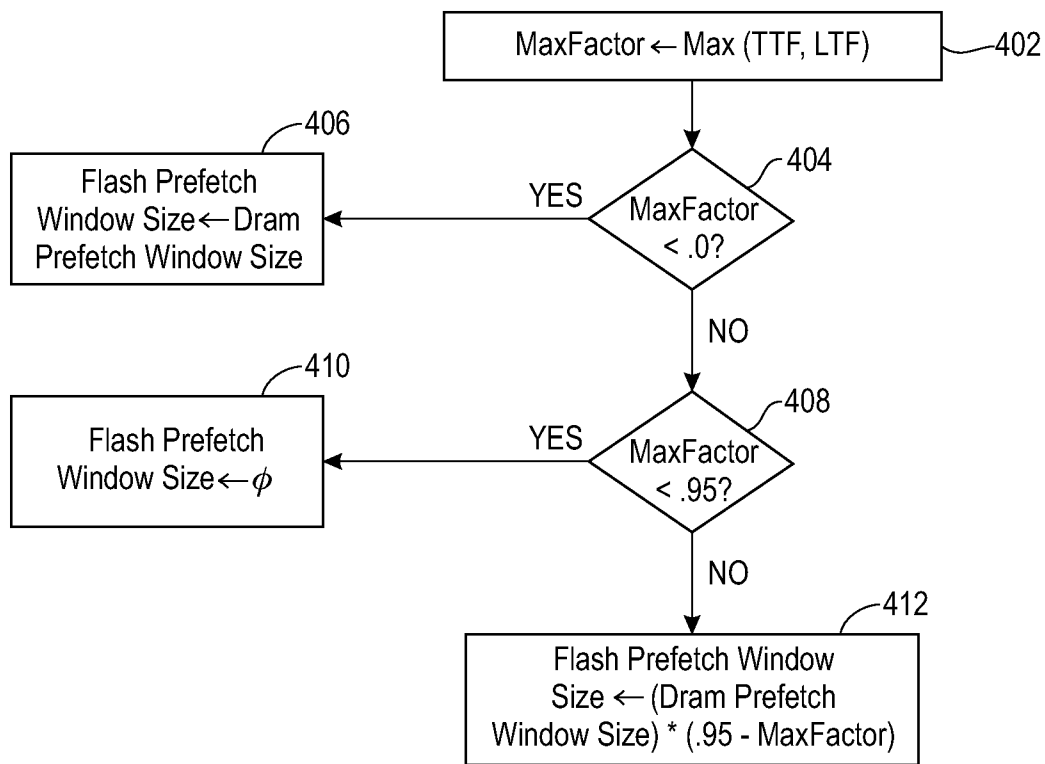 MaxFactor ← Max (TTF, LTF)
402
406
404
Flash Prefetch
Window Size ← Dram
Prefetch Window Size
YES
MaxFactor
< .0?
NO
410
408
Flash Prefetch
Window Size ← ϕ
YES
MaxFactor
< .95?
NO
412
Flash Prefetch Window
Size ← (Dram Prefetch
Window Size) * (.95 - MaxFactor)